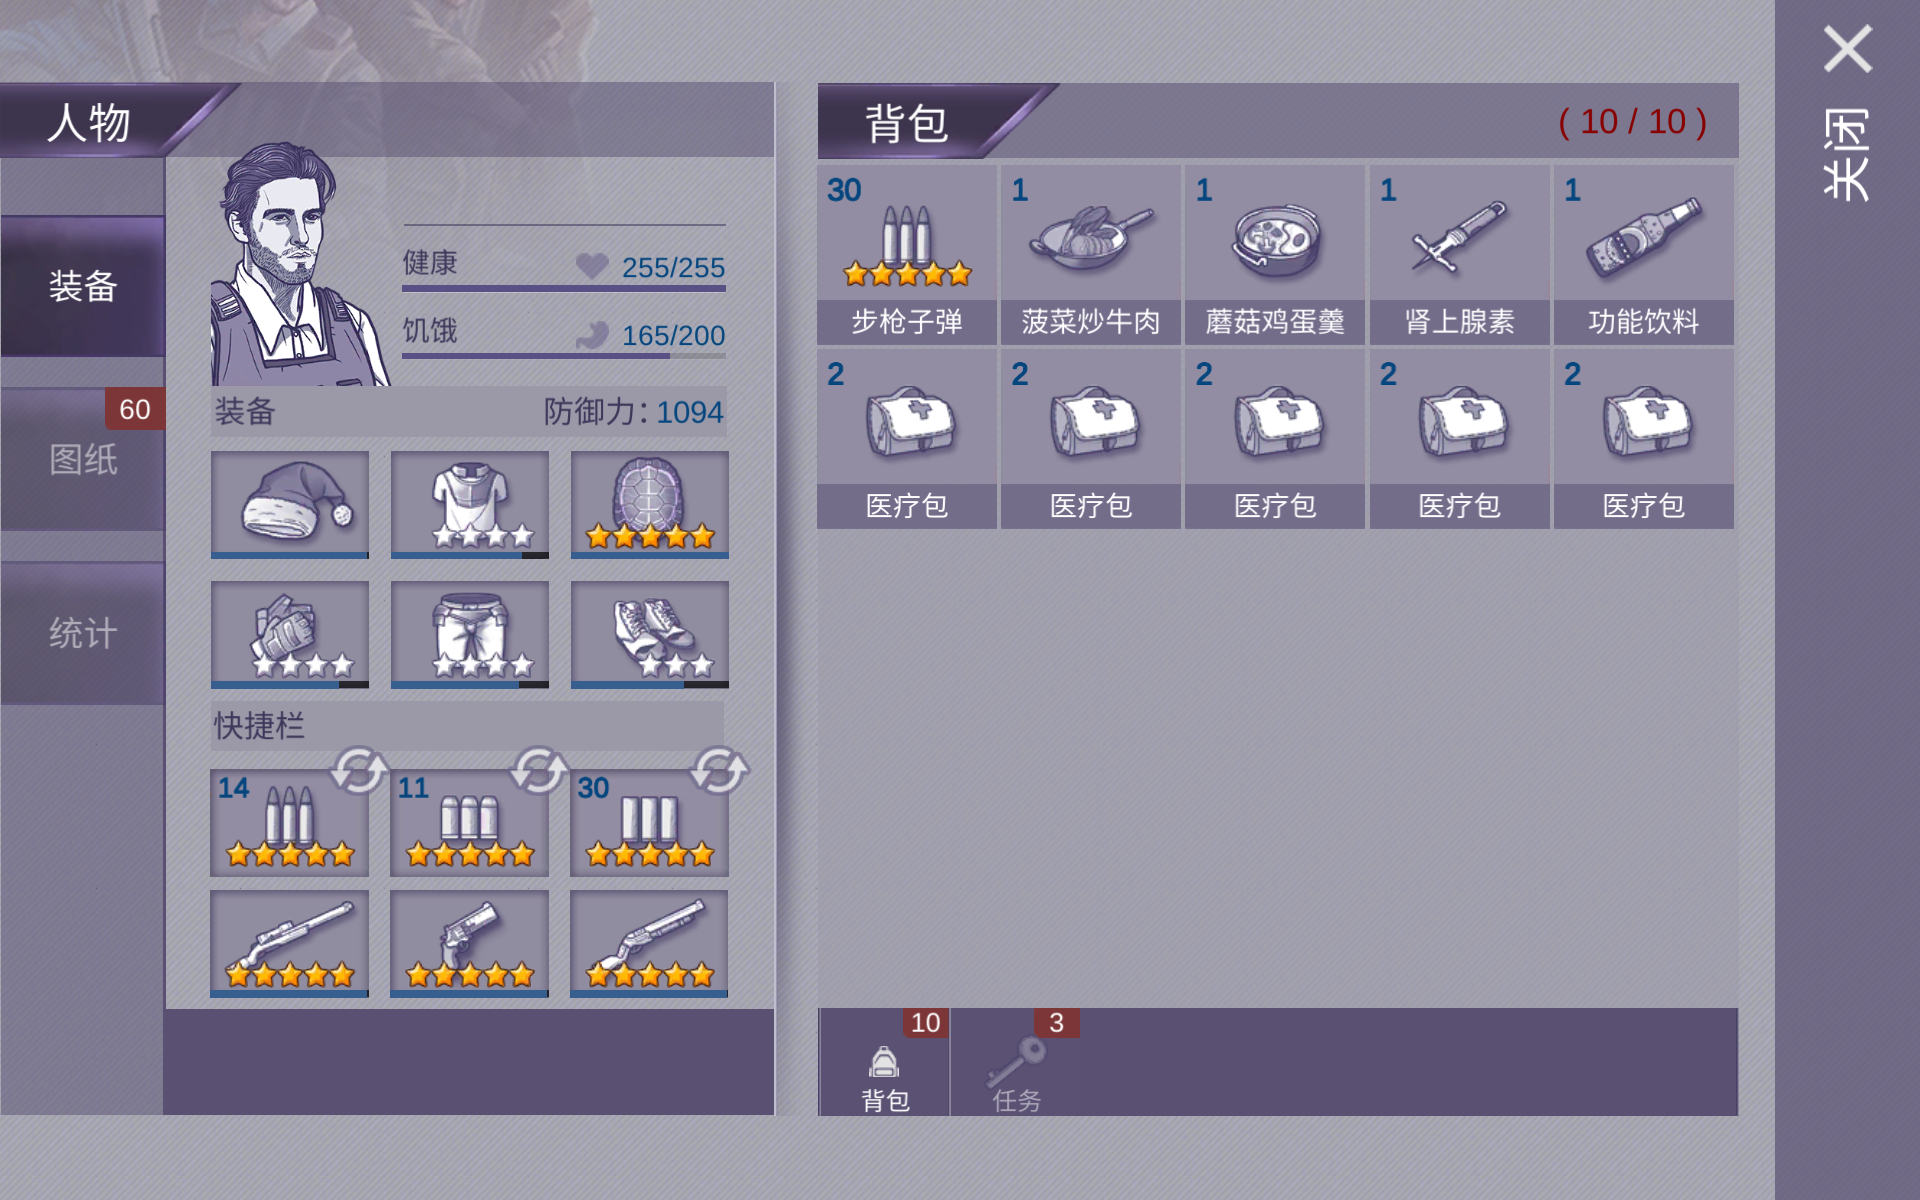 人物
装备
60
图纸
统计
健康 255/255
饥饿 165/200
装备 防御力: 1094
快捷栏
14 11 30
背包 ( 10 / 10 )
30 1 1 1 1
步枪子弹 菠菜炒牛肉 蘑菇鸡蛋羹 肾上腺素 功能饮料
2 2 2 2 2
医疗包 医疗包 医疗包 医疗包 医疗包
10 3
背包 任务
关闭